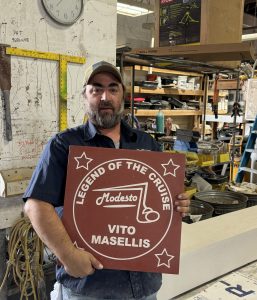 LEGEND OF THE CRUISE
Modesto
VITO
MASELLIS